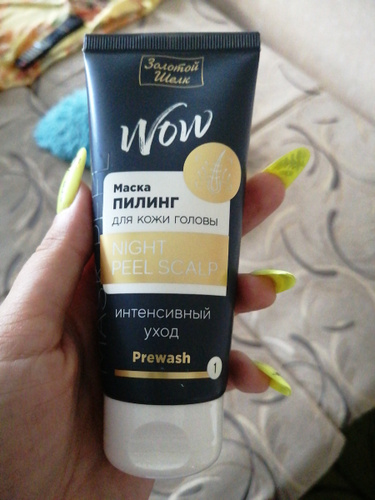 Золотой
Шелк
Wow
Маска
ПИЛИНГ
для кожи головы
NIGHT
PEEL SCALP
интенсивный
уход
Prewash
1